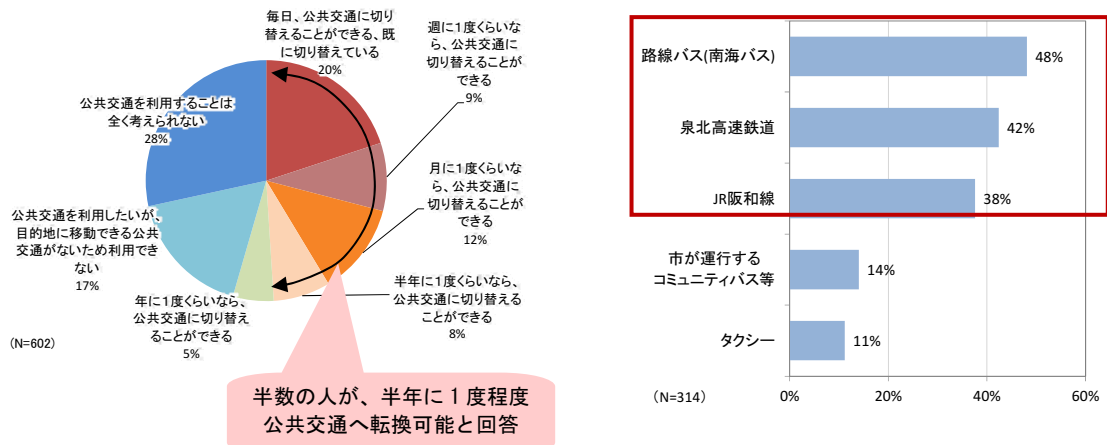 毎日、公共交通に切り
替えることができる、既
に切り替えている
20%
週に1度くらいな
ら、公共交通に
切り替えることが
できる
9%
月に1度くらいな
ら、公共交通に
切り替えることが
できる
12%
半年に1度くらいなら、
公共交通に切り替える
ことができる
8%
年に1度くらいなら、
公共交通に切り替え
ることができる
5%
公共交通を利用したいが、
目的地に移動できる公共
交通がないため利用でき
ない
17%
公共交通を利用することは
全く考えられない
28%
(N=602)
半数の人が、半年に1度程度
公共交通へ転換可能と回答
路線バス(南海バス)
48%
泉北高速鉄道
42%
JR阪和線
38%
市が運行する
コミュニティバス等
14%
タクシー
11%
(N=314)
0%
20%
40%
60%